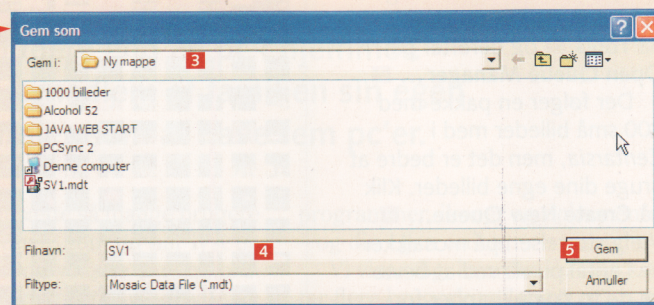 Gem som
Gem i: Ny mappe 3
1000 billeder
Alcohol 52
JAVA WEB START
PCSync 2
Denne computer
SV1.mdt
Filnavn: SV1 4 5 Gem
Filtype: Mosaic Data File (*.mdt) Annuller